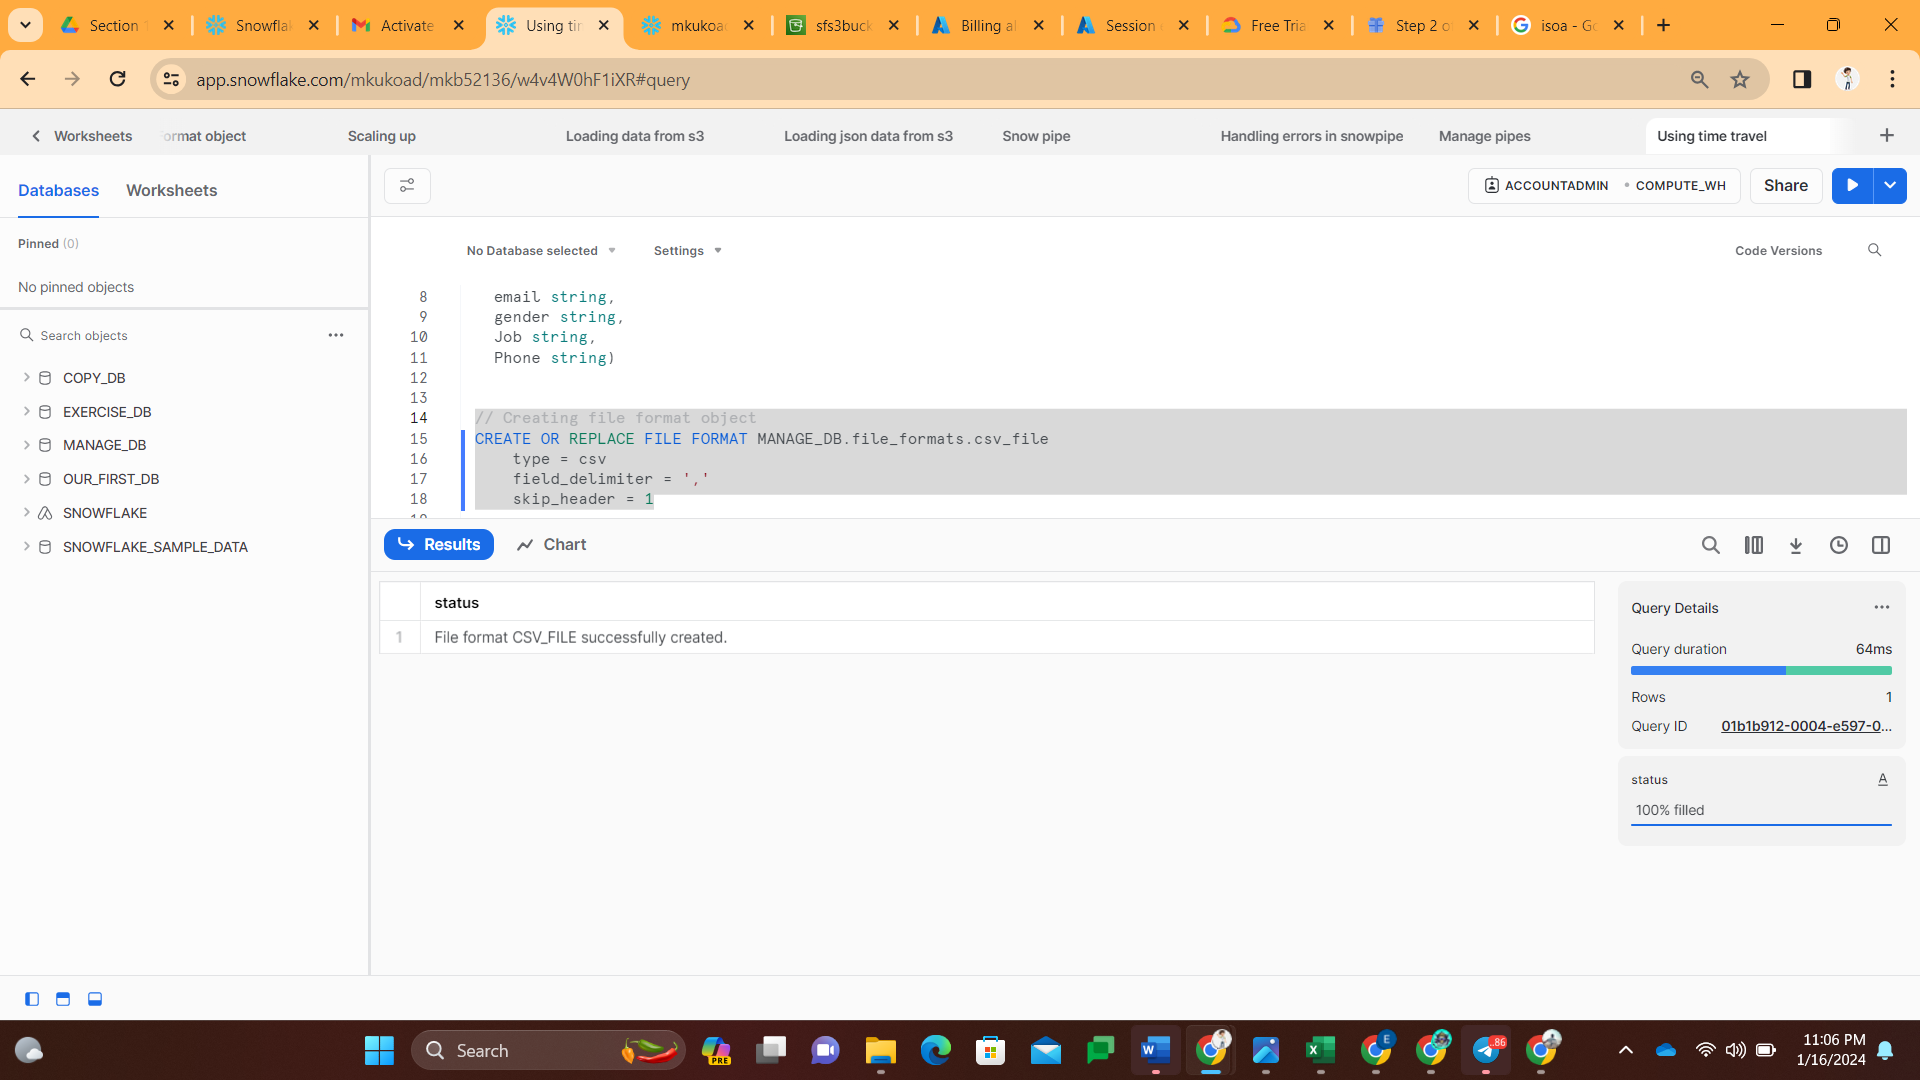 Section 1
Snowflak
Activate
Using tin
mkukoad
sfs3buck
Billing al
Session
Free Tria
Step 2 o
isoa - Go
app.snowflake.com/mkukoad/mkb52136/w4v4W0hF1iXR#query
Worksheets
ormat object
Scaling up
Loading data from s3
Loading json data from s3
Snow pipe
Handling errors in snowpipe
Manage pipes
Using time travel
Databases
Worksheets
ACCOUNTADMIN
COMPUTE_WH
Share
Pinned (0)
No pinned objects
No Database selected
Settings
Code Versions
Search objects
COPY_DB
EXERCISE_DB
MANAGE_DB
OUR_FIRST_DB
SNOWFLAKE
SNOWFLAKE_SAMPLE_DATA
8 email string,
9 gender string,
10 Job string,
11 Phone string)
12
13
14 // Creating file format object
15 CREATE OR REPLACE FILE FORMAT MANAGE_DB.file_formats.csv_file
16 type = csv
17 field_delimiter = ','
18 skip_header = 1
Results
Chart
status
1 File format CSV_FILE successfully created.
Query Details
Query duration 64ms
Rows 1
Query ID 01b1b912-0004-e597-0...
status A
100% filled
Search
PRE
W
X
E
.86
11:06 PM
1/16/2024